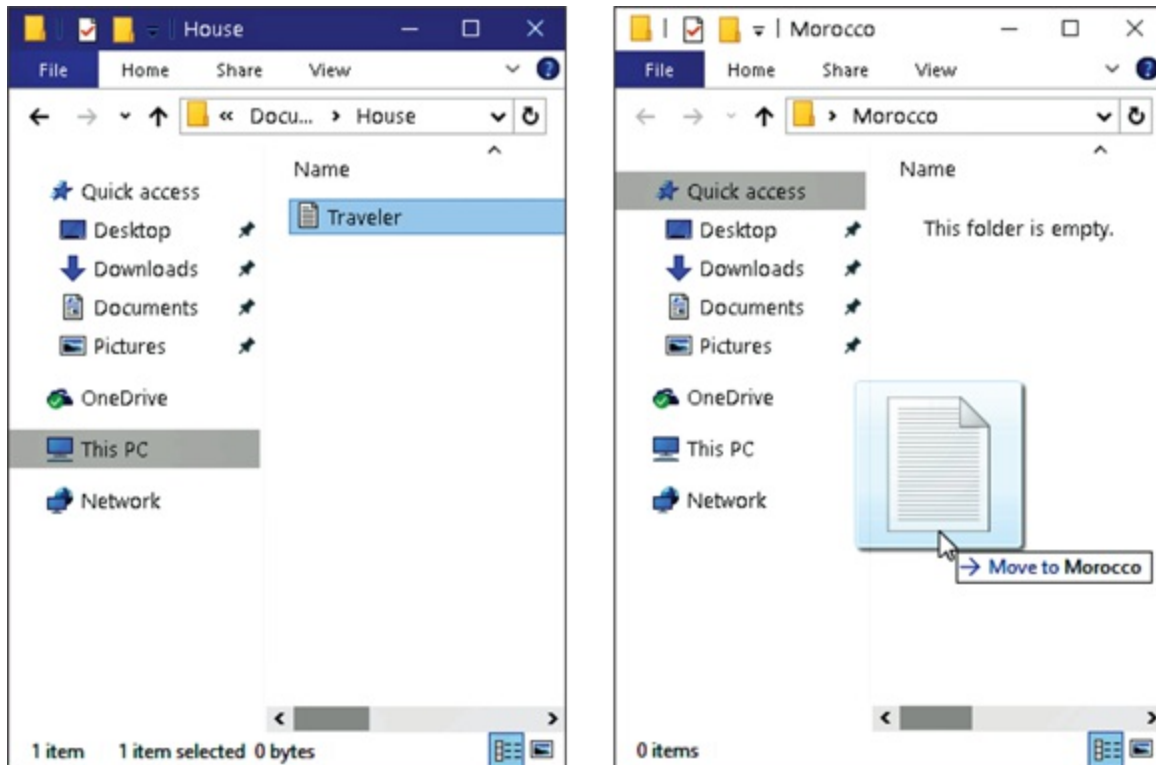 House
File Home Share View
« Docu... › House
Name
Quick access
Traveler
Desktop
Downloads
Documents
Pictures
OneDrive
This PC
Network
1 item 1 item selected 0 bytes
Morocco
File Home Share View
› Morocco
Name
Quick access
This folder is empty.
Desktop
Downloads
Documents
Pictures
OneDrive
This PC
Network
→ Move to Morocco
0 items